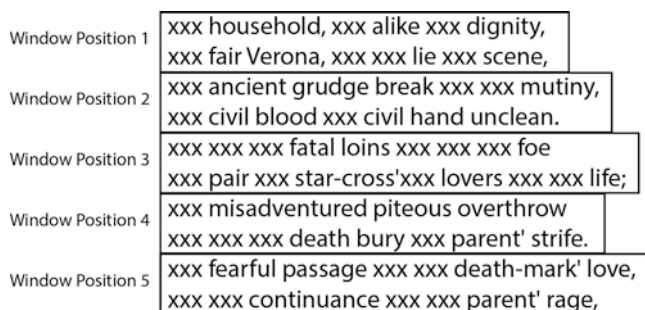 Window Position 1
xxx household, xxx alike xxx dignity,
xxx fair Verona, xxx xxx lie xxx scene,
Window Position 2
xxx ancient grudge break xxx xxx mutiny,
xxx civil blood xxx civil hand unclean.
Window Position 3
xxx xxx xxx fatal loins xxx xxx xxx foe
xxx pair xxx star-cross'xxx lovers xxx xxx life;
Window Position 4
xxx misadventured piteous overthrow
xxx xxx xxx death bury xxx parent' strife.
Window Position 5
xxx fearful passage xxx xxx death-mark' love,
xxx xxx continuance xxx xxx parent' rage,